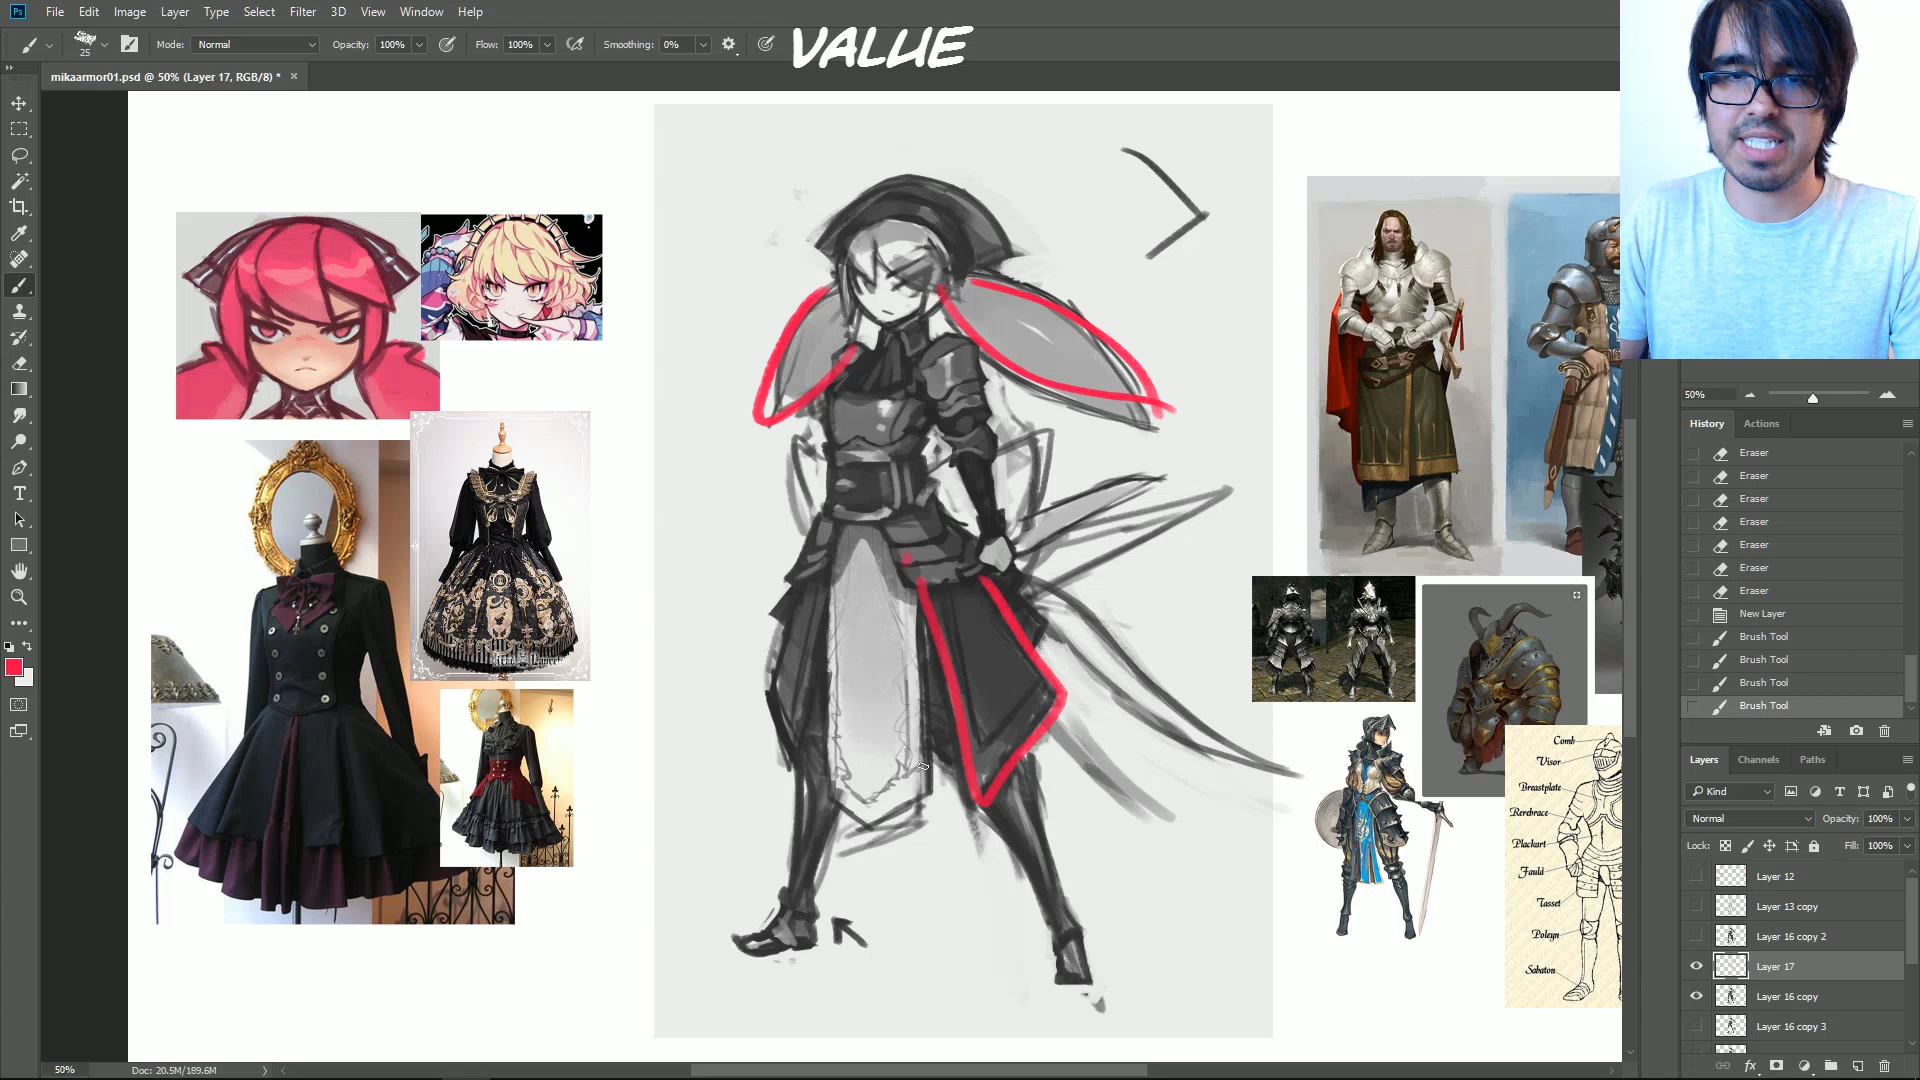 Ps File Edit Image Layer Type Select Filter 3D View Window Help
25 Mode: Normal Opacity: 100% Flow: 100% Smoothing: 0%
VALUE
mikaarmor01.psd @ 50% (Layer 17, RGB/8) *
50%
History Actions
Eraser
Eraser
Eraser
Eraser
Eraser
Eraser
Eraser
New Layer
Brush Tool
Brush Tool
Brush Tool
Brush Tool
Layers Channels Paths
Kind
Normal Opacity: 100%
Lock: Fill: 100%
Layer 12
Layer 13 copy
Layer 16 copy 2
Layer 17
Layer 16 copy
Layer 16 copy 3
Comb
Visor
Breastplate
Rerebrace
Plackart
Fauld
Tasset
Poleyn
Sabaton
50% Doc: 20.5M/189.6M